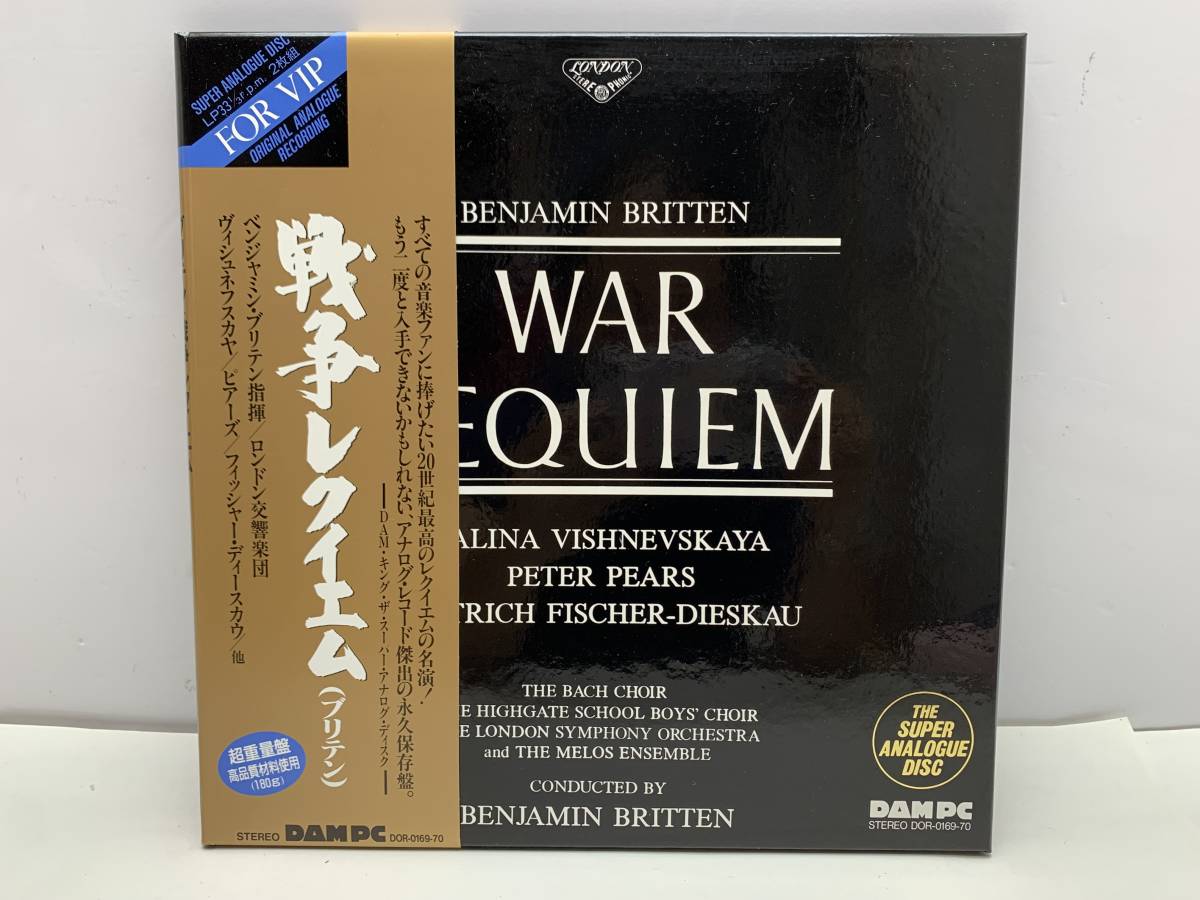 SUPER ANALOGUE DISC
LP33⅓r.p.m. 2枚組
FOR VIP
ORIGINAL ANALOGUE
RECORDING
すべての音楽ファンに捧げたい20世紀最高のレクイエムの名演!
もう二度と入手できないかもしれない、アナログ・レコード傑出の永久保存盤。
DAM・キング・ザ・スーパー・アナログ・ディスク
戦争レクイエム(ブリテン)
ベンジャミン・ブリテン指揮/ロンドン交響楽団
ヴィシュネフスカヤ/ピアーズ/フィッシャー・ディースカウ/他
超重量盤
高品質材料使用
(180g)
STEREO DAMPC DOR-0169-70
LONDON
STEREOPHONIC
BENJAMIN BRITTEN
WAR
EQUIEM
ALINA VISHNEVSKAYA
PETER PEARS
TRICH FISCHER-DIESKAU
THE BACH CHOIR
E HIGHGATE SCHOOL BOYS' CHOIR
E LONDON SYMPHONY ORCHESTRA
and THE MELOS ENSEMBLE
CONDUCTED BY
BENJAMIN BRITTEN
THE
SUPER
ANALOGUE
DISC
DAMPC
STEREO DOR-0169-70